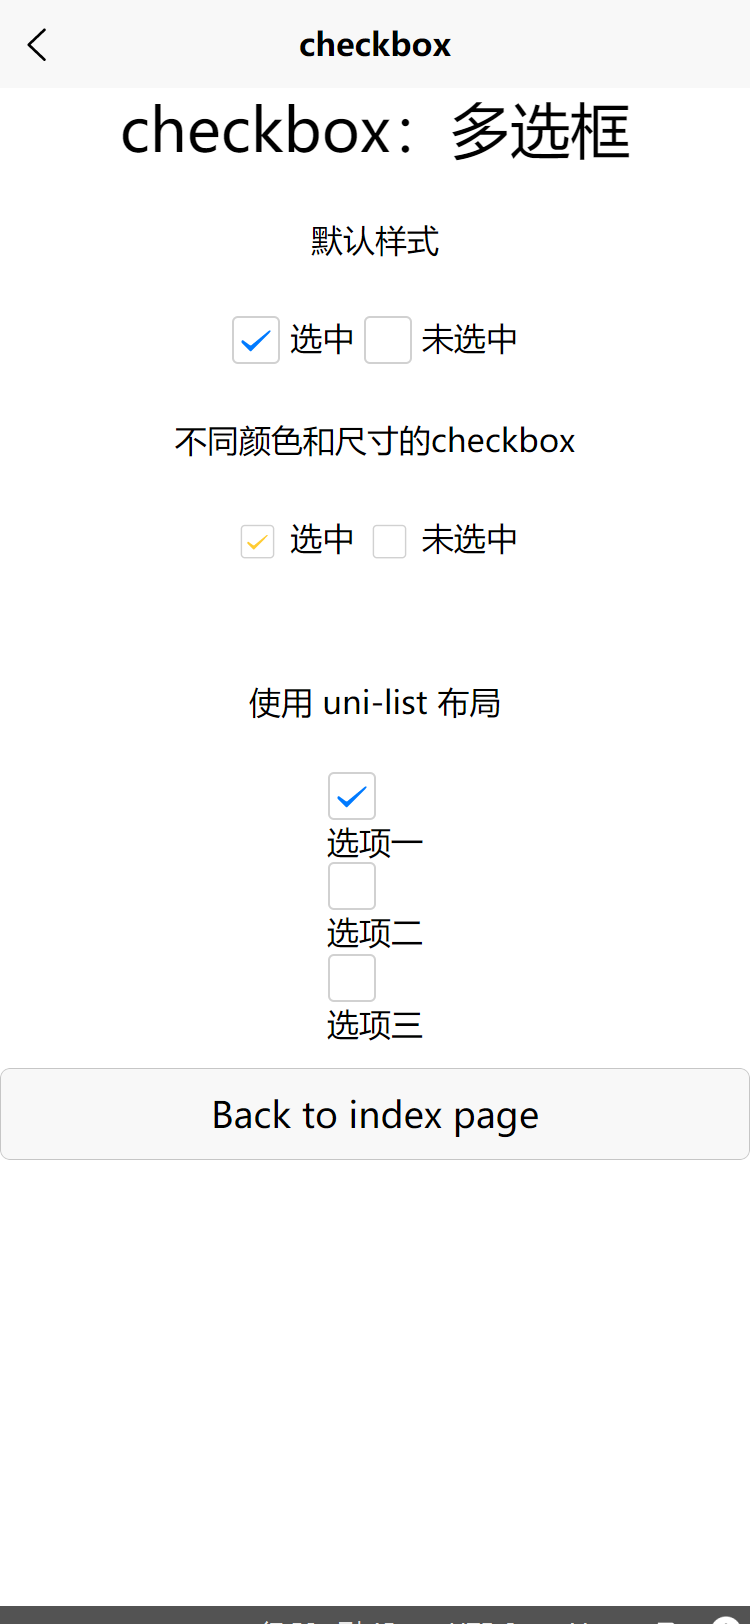 checkbox
checkbox：多选框
默认样式
选中 未选中
不同颜色和尺寸的checkbox
选中 未选中
使用 uni-list 布局
选项一
选项二
选项三
Back to index page